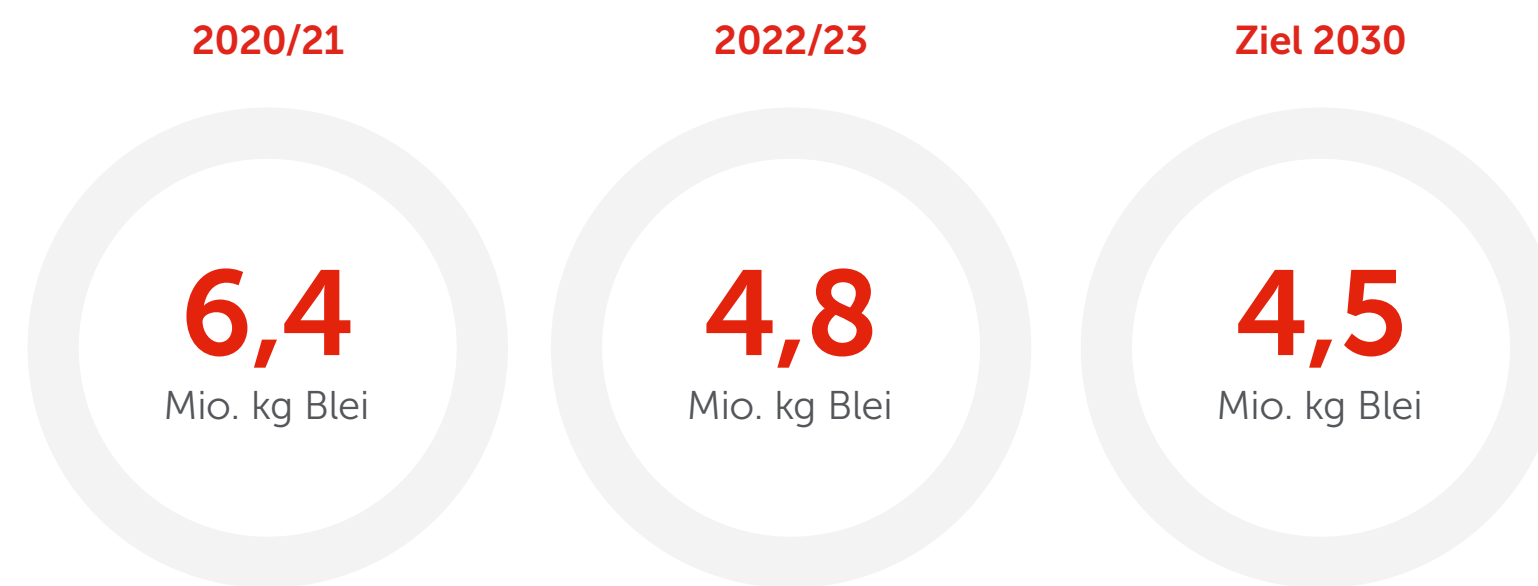 2020/21
6,4
Mio. kg Blei
2022/23
4,8
Mio. kg Blei
Ziel 2030
4,5
Mio. kg Blei